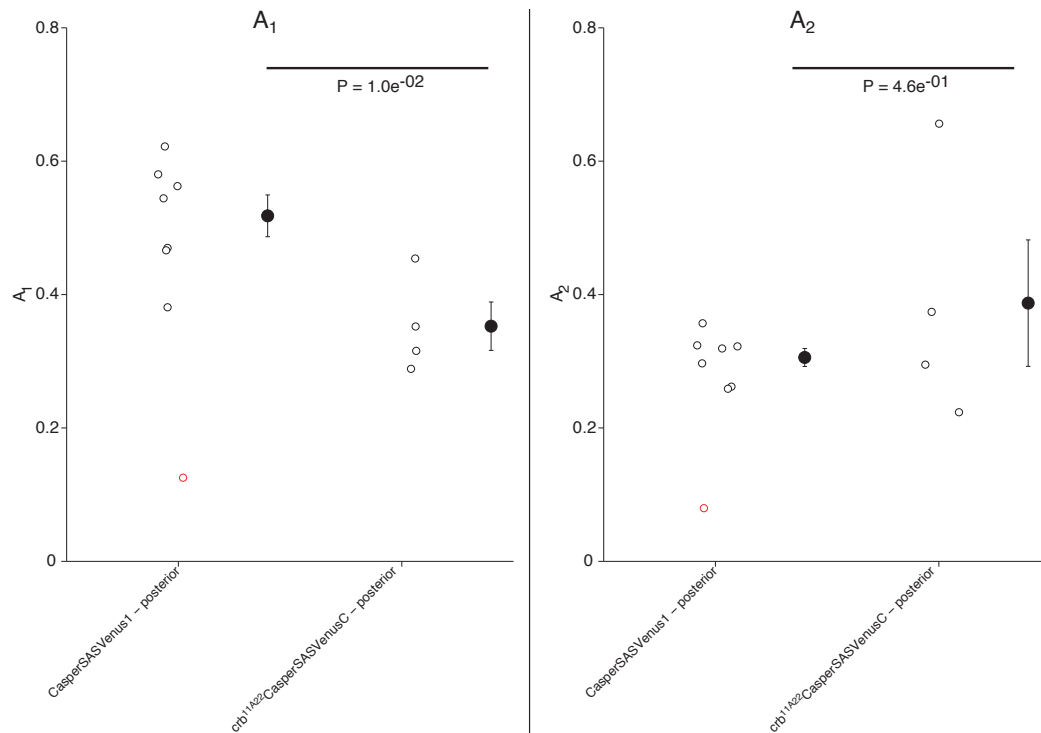 A₁
0.8
P = 1.0e⁻⁰²
0.6
A₁
0.4
0.2
0
CasperSASVenus1 – posterior
crb¹¹ᴬ²²CasperSASVenusC – posterior
A₂
0.8
P = 4.6e⁻⁰¹
0.6
A₂
0.4
0.2
0
CasperSASVenus1 – posterior
crb¹¹ᴬ²²CasperSASVenusC – posterior